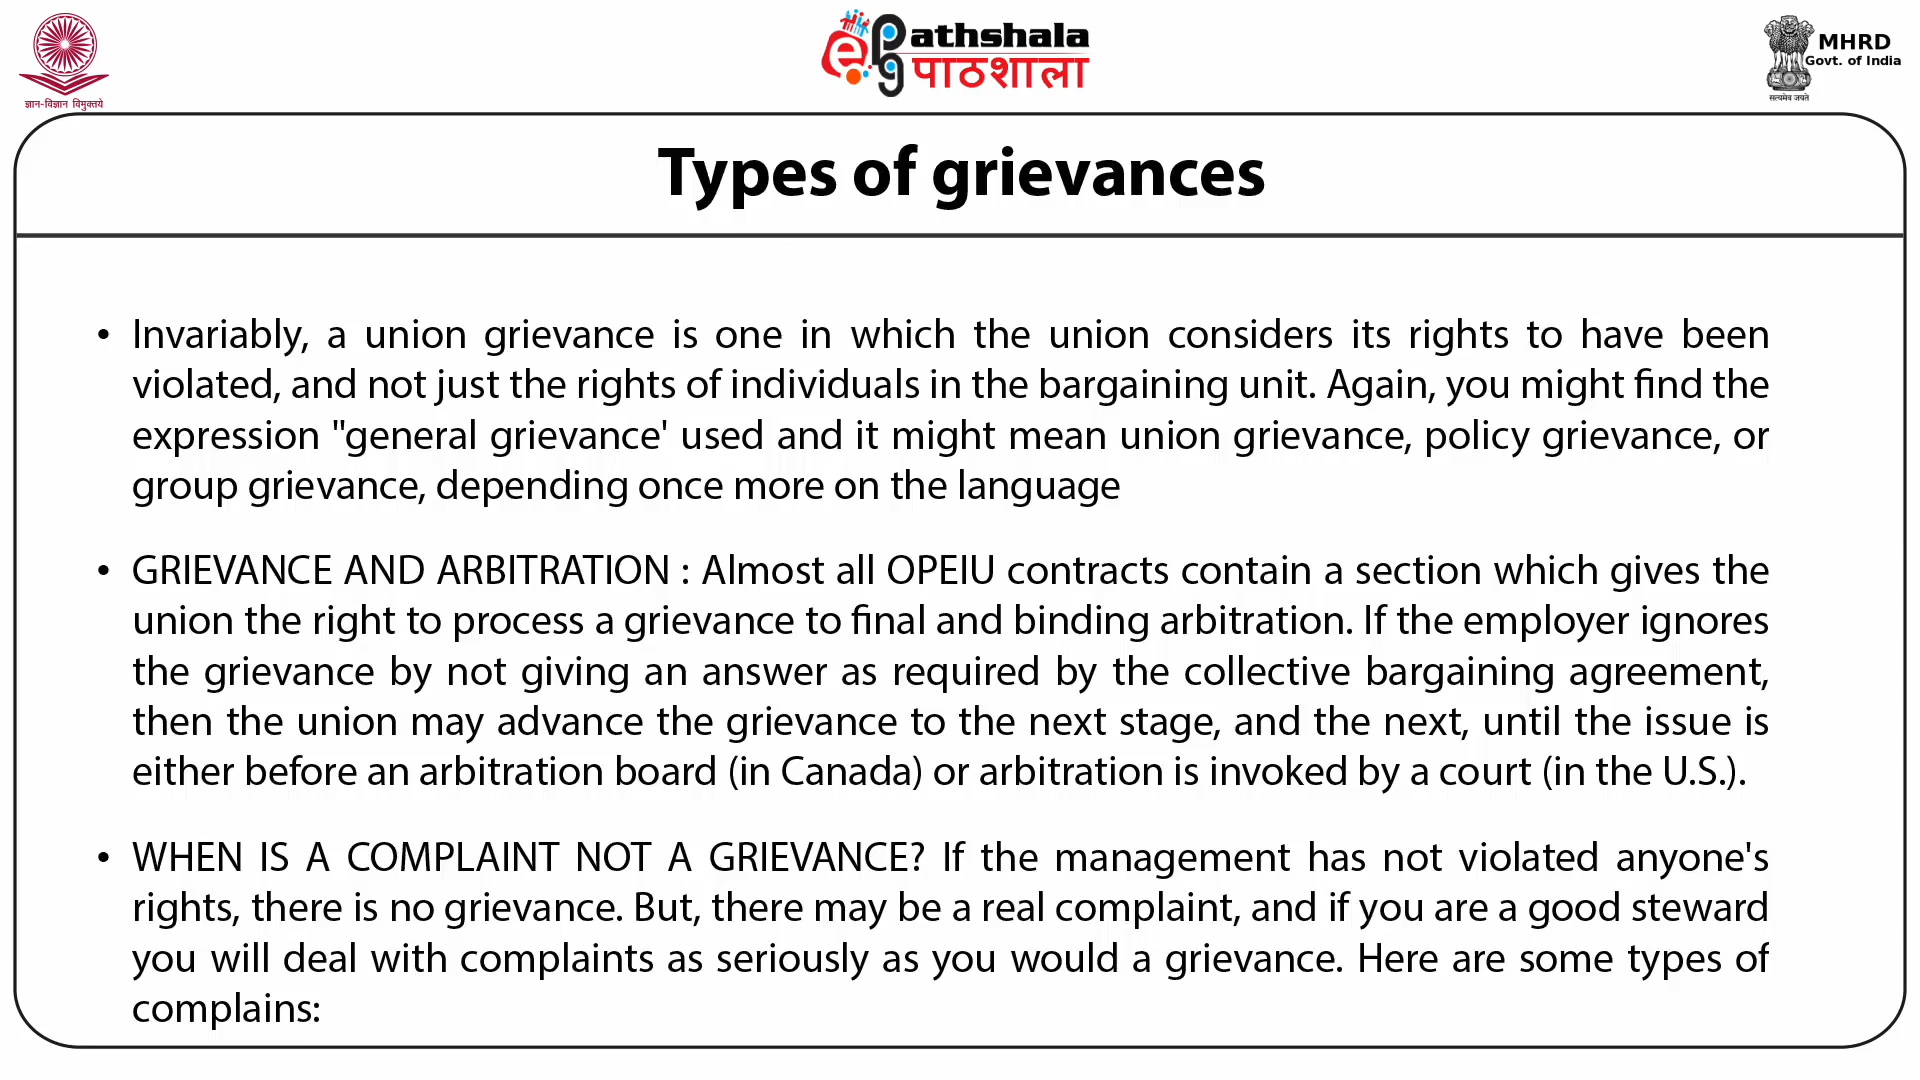 ज्ञान-विज्ञान विमुक्तये
ePathshala
पाठशाला
MHRD
Govt. of India
सत्यमेव जयते
Types of grievances
• Invariably, a union grievance is one in which the union considers its rights to have been
violated, and not just the rights of individuals in the bargaining unit. Again, you might find the
expression "general grievance' used and it might mean union grievance, policy grievance, or
group grievance, depending once more on the language
• GRIEVANCE AND ARBITRATION : Almost all OPEIU contracts contain a section which gives the
union the right to process a grievance to final and binding arbitration. If the employer ignores
the grievance by not giving an answer as required by the collective bargaining agreement,
then the union may advance the grievance to the next stage, and the next, until the issue is
either before an arbitration board (in Canada) or arbitration is invoked by a court (in the U.S.).
• WHEN IS A COMPLAINT NOT A GRIEVANCE? If the management has not violated anyone's
rights, there is no grievance. But, there may be a real complaint, and if you are a good steward
you will deal with complaints as seriously as you would a grievance. Here are some types of
complains: